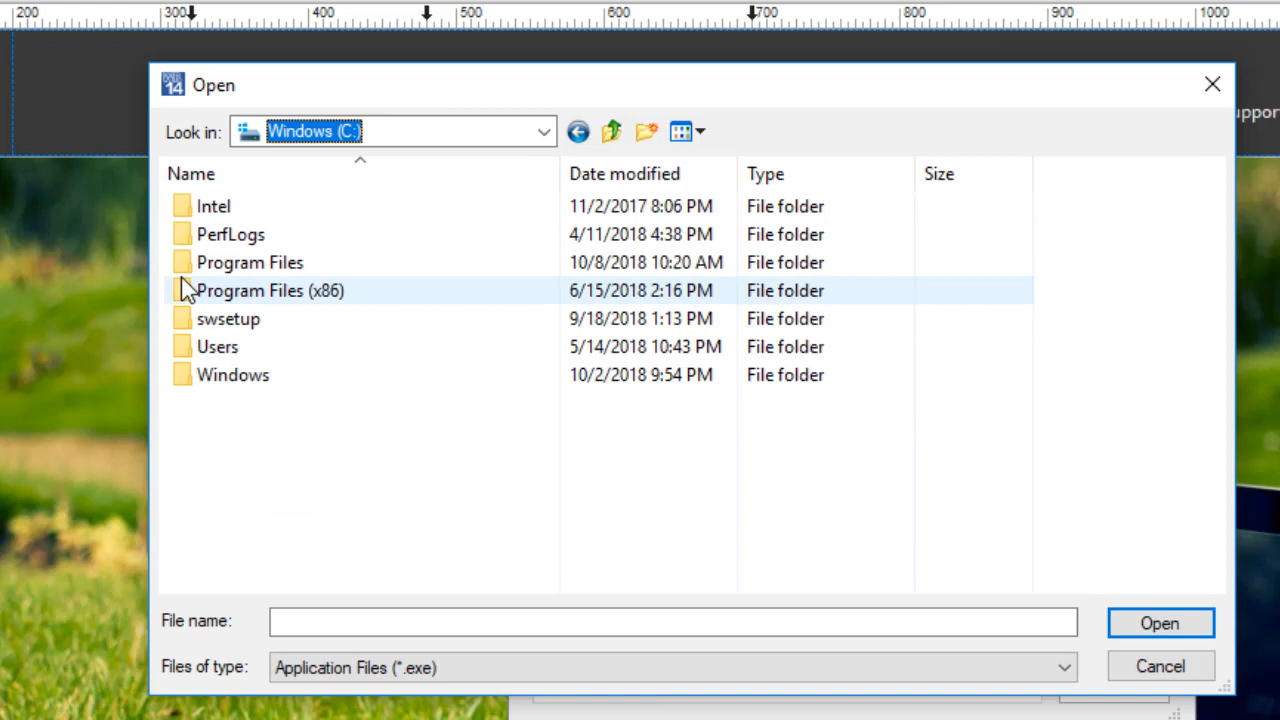 200 300 400 500 600 700 800 900 1000
14 Open
Look in: Windows (C:)
Name Date modified Type Size
Intel 11/2/2017 8:06 PM File folder
PerfLogs 4/11/2018 4:38 PM File folder
Program Files 10/8/2018 10:20 AM File folder
Program Files (x86) 6/15/2018 2:16 PM File folder
swsetup 9/18/2018 1:13 PM File folder
Users 5/14/2018 10:43 PM File folder
Windows 10/2/2018 9:54 PM File folder
File name: Open
Files of type: Application Files (*.exe) Cancel